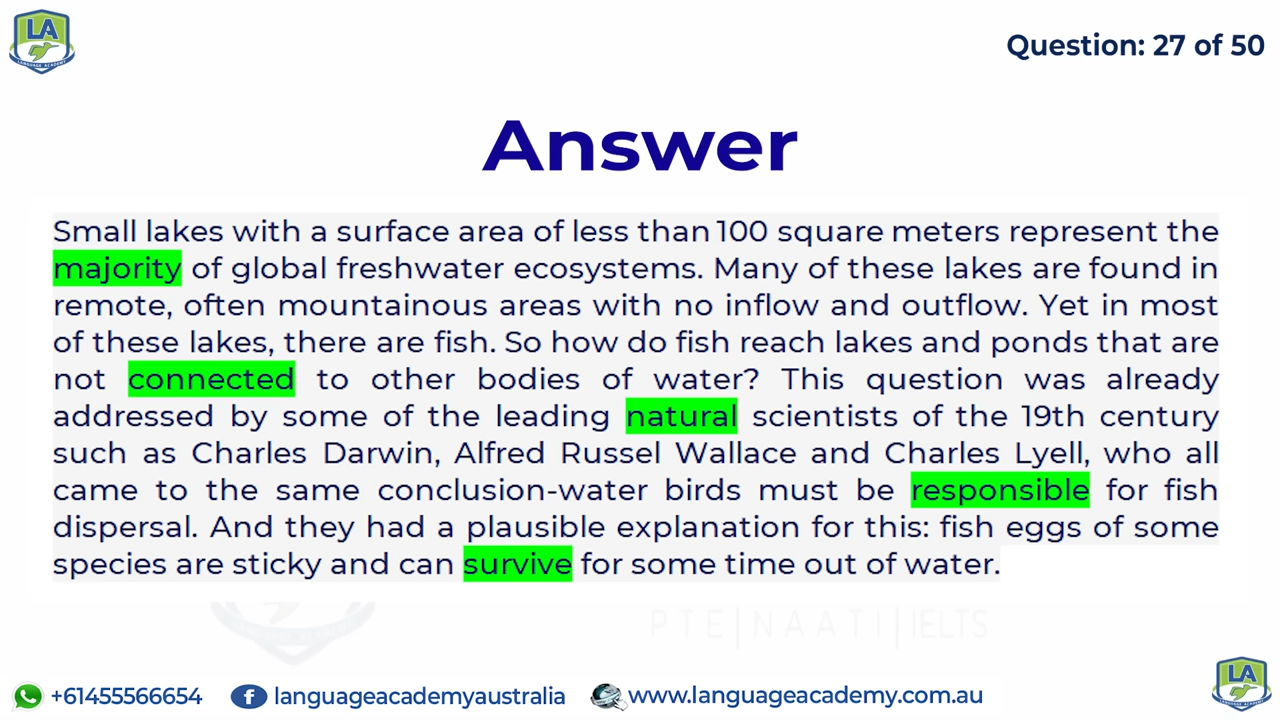 LA
LANGUAGE ACADEMY
Question: 27 of 50
Answer
Small lakes with a surface area of less than 100 square meters represent the
majority of global freshwater ecosystems. Many of these lakes are found in
remote, often mountainous areas with no inflow and outflow. Yet in most
of these lakes, there are fish. So how do fish reach lakes and ponds that are
not connected to other bodies of water? This question was already
addressed by some of the leading natural scientists of the 19th century
such as Charles Darwin, Alfred Russel Wallace and Charles Lyell, who all
came to the same conclusion-water birds must be responsible for fish
dispersal. And they had a plausible explanation for this: fish eggs of some
species are sticky and can survive for some time out of water.
LANGUAGE ACADEMY
PTE|NAATI|IELTS
+61455566654
languageacademyaustralia
www.languageacademy.com.au
LA
LANGUAGE ACADEMY